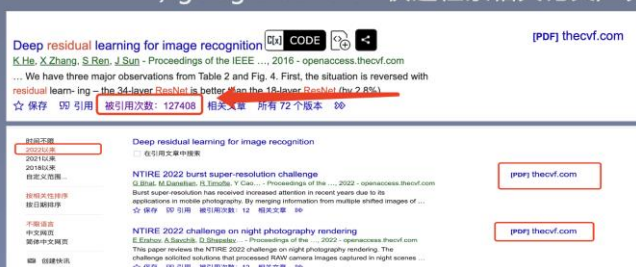 Deep residual learning for image recognition [C[x] CODE
[PDF] thecvf.com
K He, X Zhang, S Ren, J Sun - Proceedings of the IEEE ..., 2016 - openaccess.thecvf.com
... We have three major observations from Table 2 and Fig. 4. First, the situation is reversed with
residual learn- ing – the 34-layer ResNet is better than the 18-layer ResNet (by 2.8%)
☆ 保存 引用 被引用次数：127408 相关文章 所有 72 个版本
时间不限
2022以来
2021以来
2018以来
自定义范围...
按相关性排序
按日期排序
不限语言
中文网页
简体中文网页
创建快讯
Deep residual learning for image recognition
在引用文章中搜索
NTIRE 2022 burst super-resolution challenge
[PDF] thecvf.com
G Bhat, M Danelljan, R Timofte, Y Cao... - Proceedings of the ..., 2022 - openaccess.thecvf.com
Burst super-resolution has received increased attention in recent years due to its
applications in mobile photography. By merging information from multiple shifted images of ...
☆ 保存 引用 被引用次数：12 相关文章
NTIRE 2022 challenge on night photography rendering
[PDF] thecvf.com
E Ershov, A Savchik, D Shepelev... - Proceedings of the ..., 2022 - openaccess.thecvf.com
This paper reviews the NTIRE 2022 challenge on night photography rendering. The
challenge solicited solutions that processed RAW camera images captured in night scenes ...